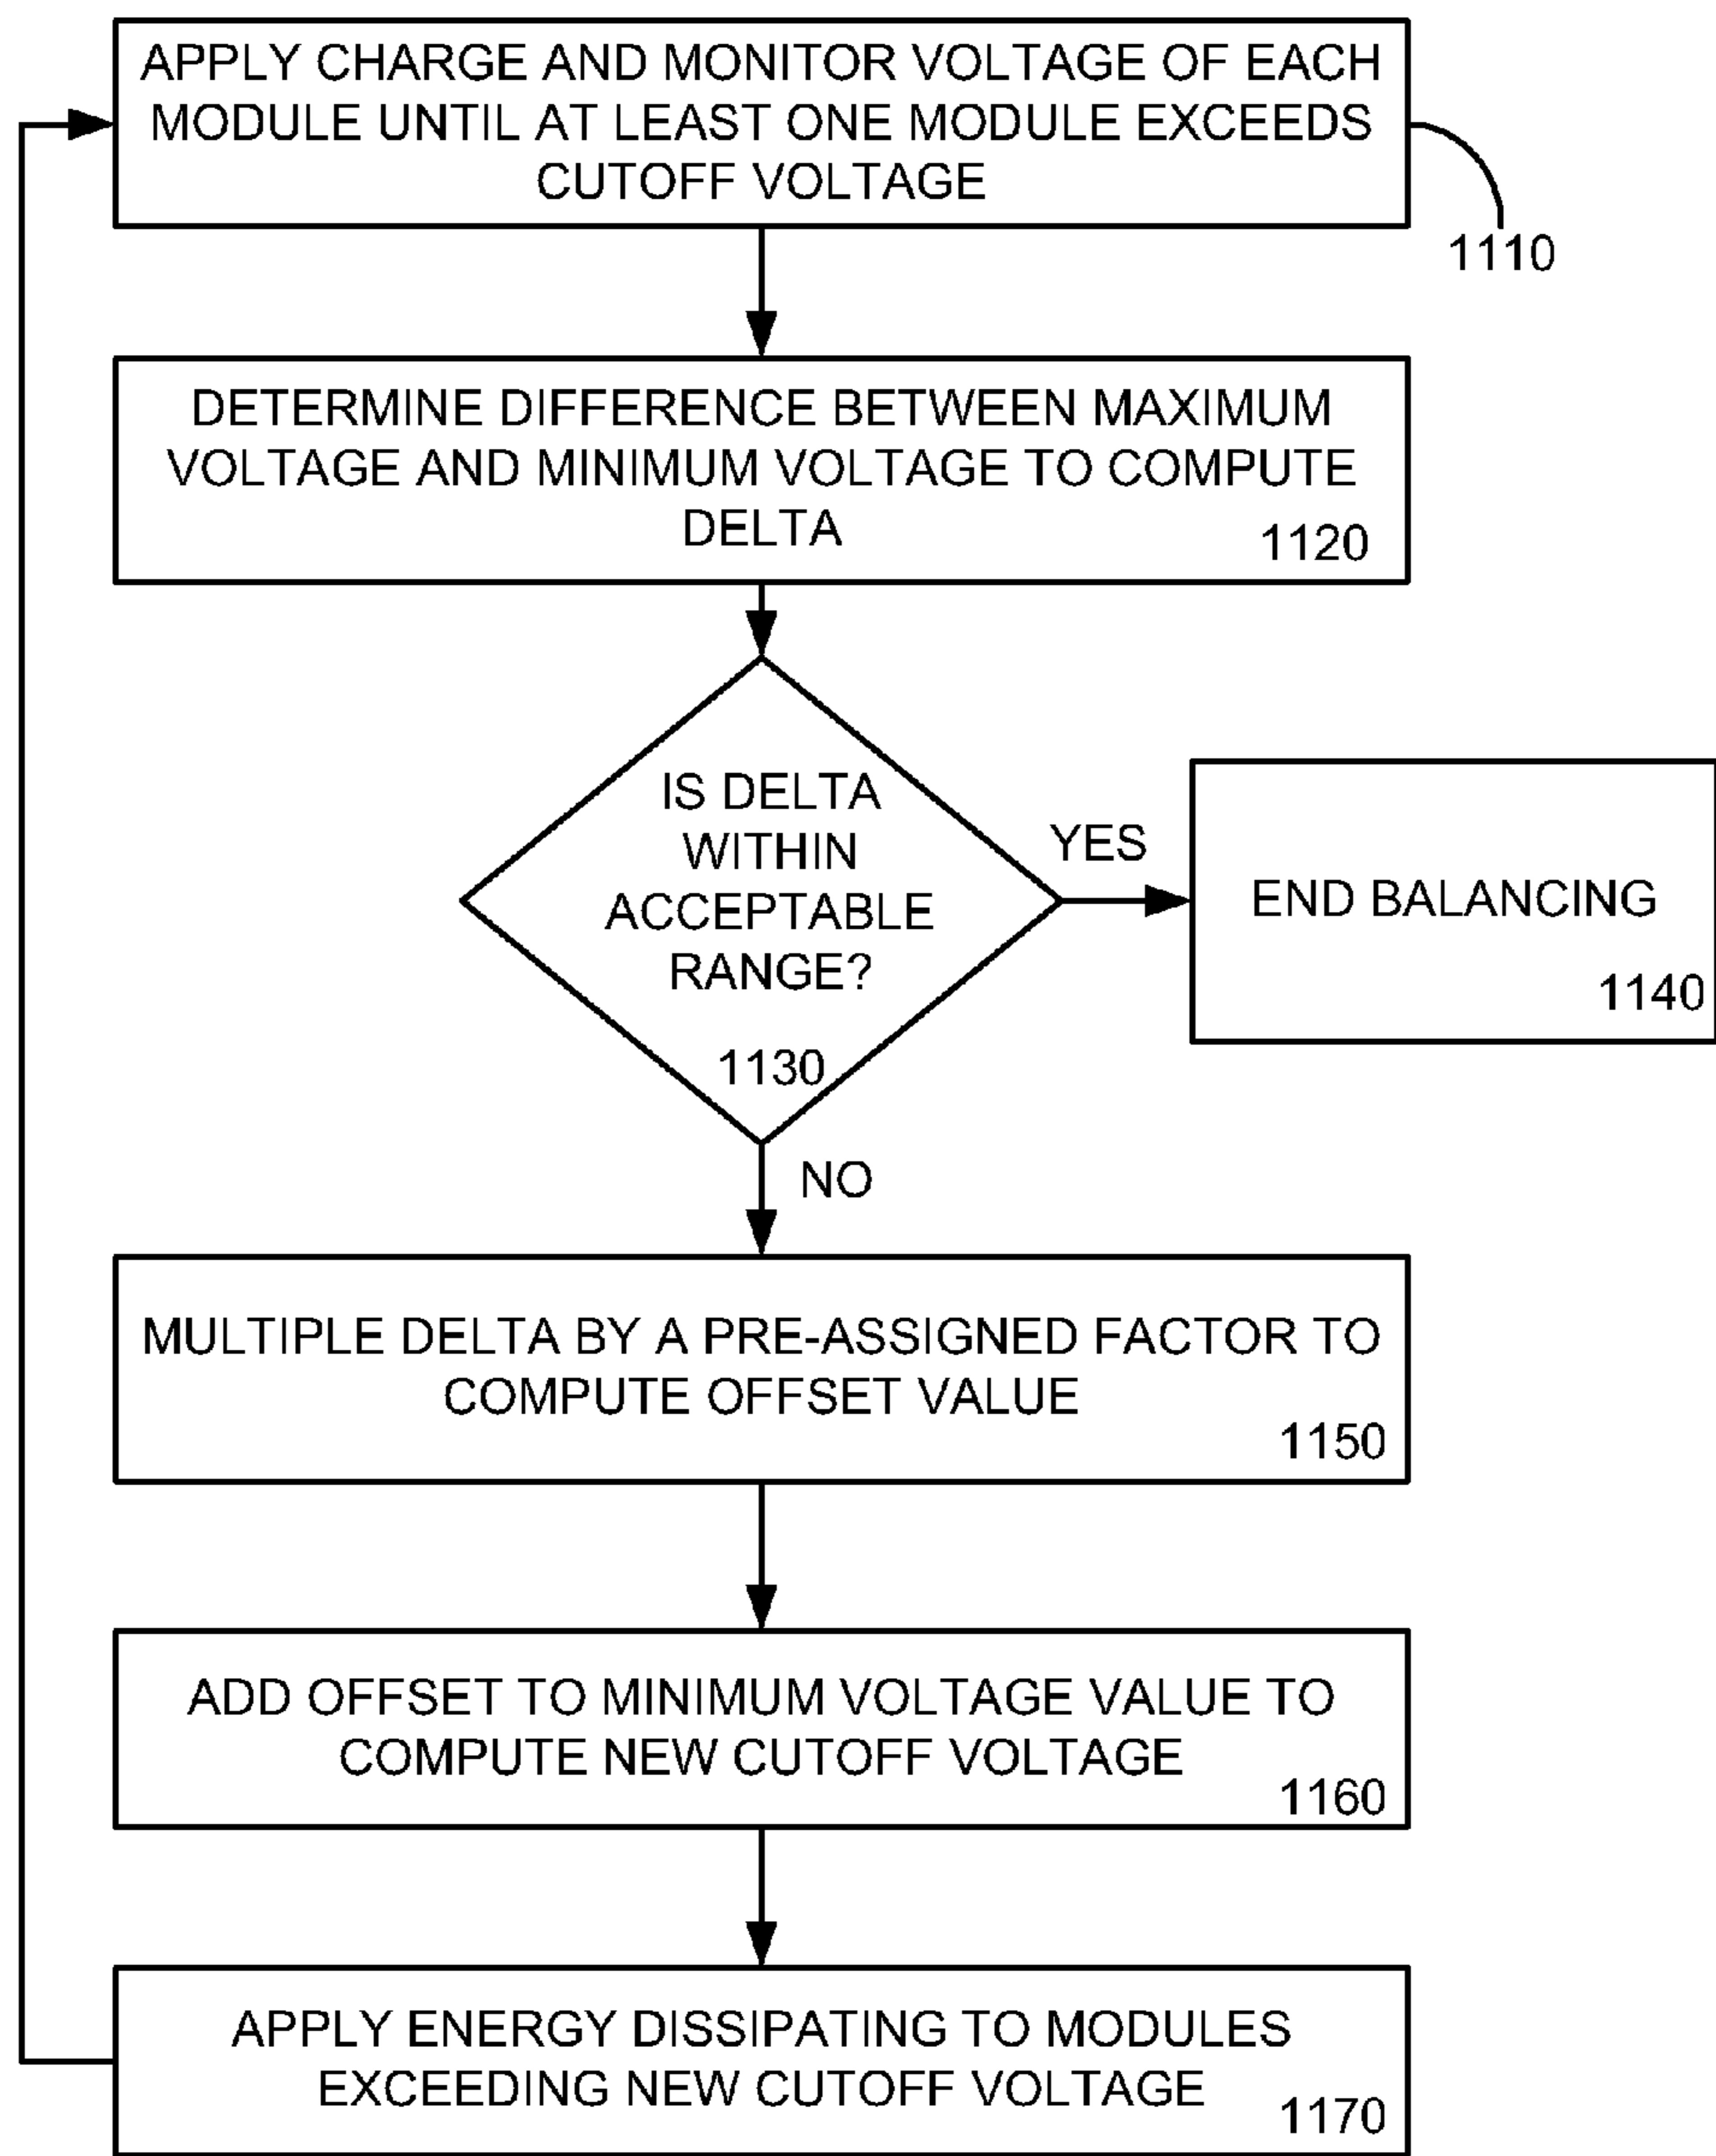 APPLY CHARGE AND MONITOR VOLTAGE OF EACH
MODULE UNTIL AT LEAST ONE MODULE EXCEEDS
CUTOFF VOLTAGE
1110
DETERMINE DIFFERENCE BETWEEN MAXIMUM
VOLTAGE AND MINIMUM VOLTAGE TO COMPUTE
DELTA
1120
IS DELTA
WITHIN
ACCEPTABLE
RANGE?
1130
YES
END BALANCING
1140
NO
MULTIPLE DELTA BY A PRE-ASSIGNED FACTOR TO
COMPUTE OFFSET VALUE
1150
ADD OFFSET TO MINIMUM VOLTAGE VALUE TO
COMPUTE NEW CUTOFF VOLTAGE
1160
APPLY ENERGY DISSIPATING TO MODULES
EXCEEDING NEW CUTOFF VOLTAGE
1170